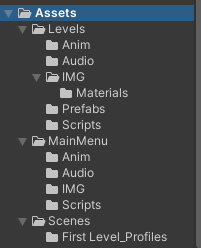 Assets
Levels
Anim
Audio
IMG
Materials
Prefabs
Scripts
MainMenu
Anim
Audio
IMG
Scripts
Scenes
First Level_Profiles